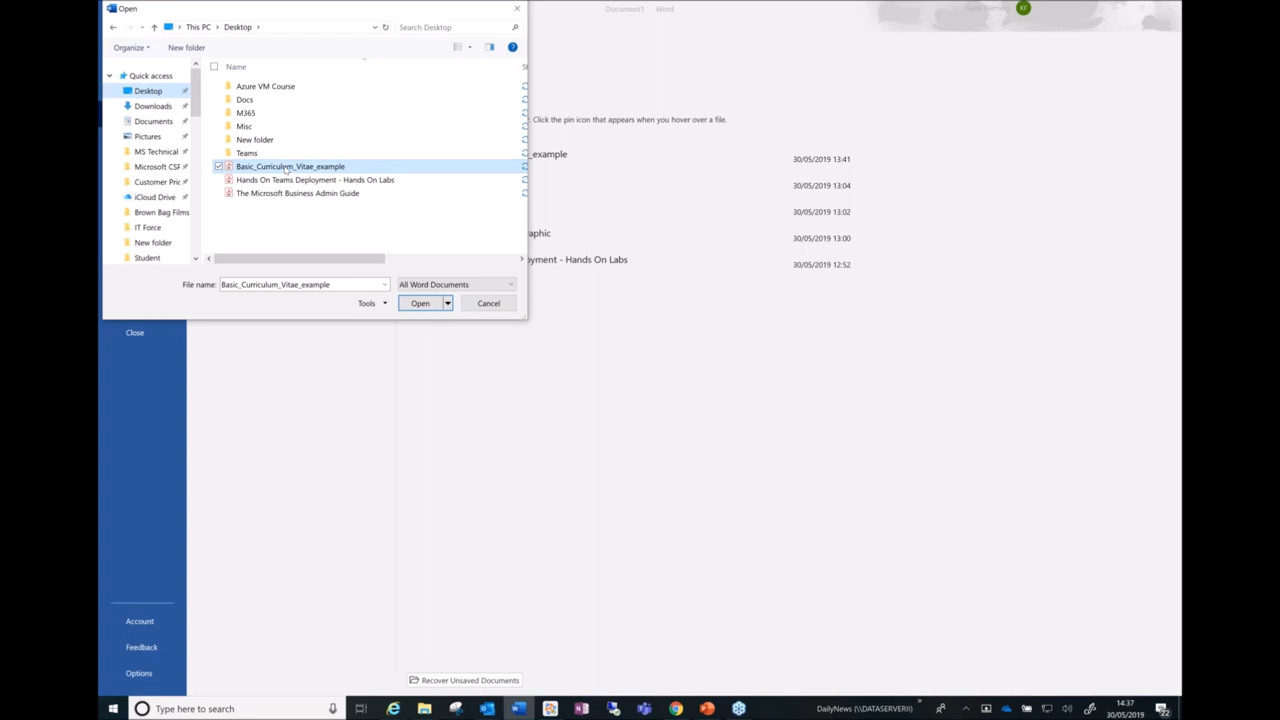 Open
Document1 Word
KF
This PC > Desktop >
Search Desktop
Organize
New folder
Name
Quick access
Desktop
Downloads
Documents
Pictures
MS Technical
Microsoft CSF
Customer Pric
iCloud Drive
Brown Bag Films
IT Force
New folder
Student
Azure VM Course
Docs
M365
Misc
New folder
Teams
Basic_Curriculum_Vitae_example
Hands On Teams Deployment - Hands On Labs
The Microsoft Business Admin Guide
File name: Basic_Curriculum_Vitae_example
All Word Documents
Tools
Open
Cancel
Click the pin icon that appears when you hover over a file.
_example 30/05/2019 13:41
30/05/2019 13:04
30/05/2019 13:02
aphic 30/05/2019 13:00
oyment - Hands On Labs 30/05/2019 12:52
Close
Account
Feedback
Options
Recover Unsaved Documents
Type here to search
DailyNews (\\DATASERVERII)
14:37
30/05/2019
22